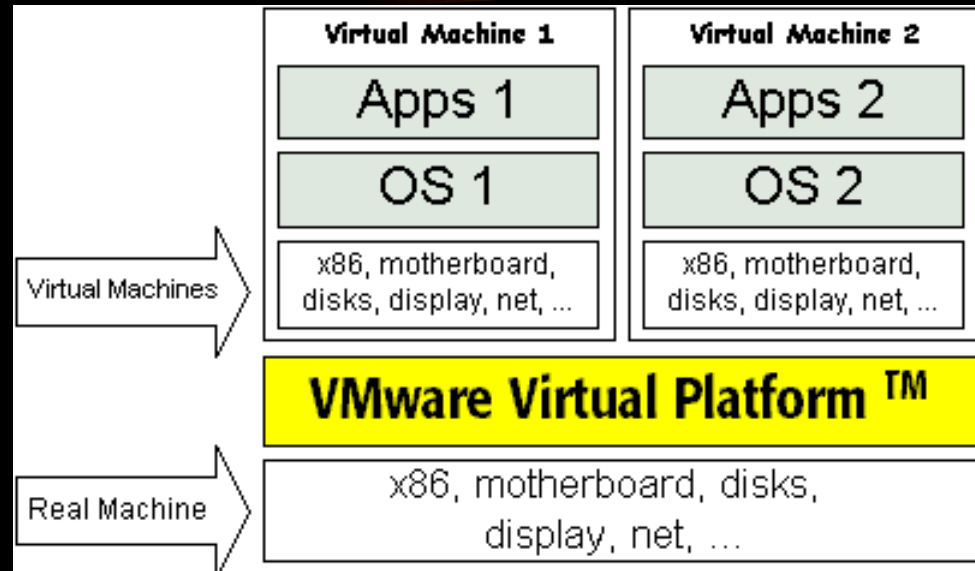 Virtual Machine 1
Apps 1
OS 1
x86, motherboard,
disks, display, net, ...
Virtual Machine 2
Apps 2
OS 2
x86, motherboard,
disks, display, net, ...
Virtual Machines
VMware Virtual Platform ™
Real Machine
x86, motherboard, disks,
display, net, ...